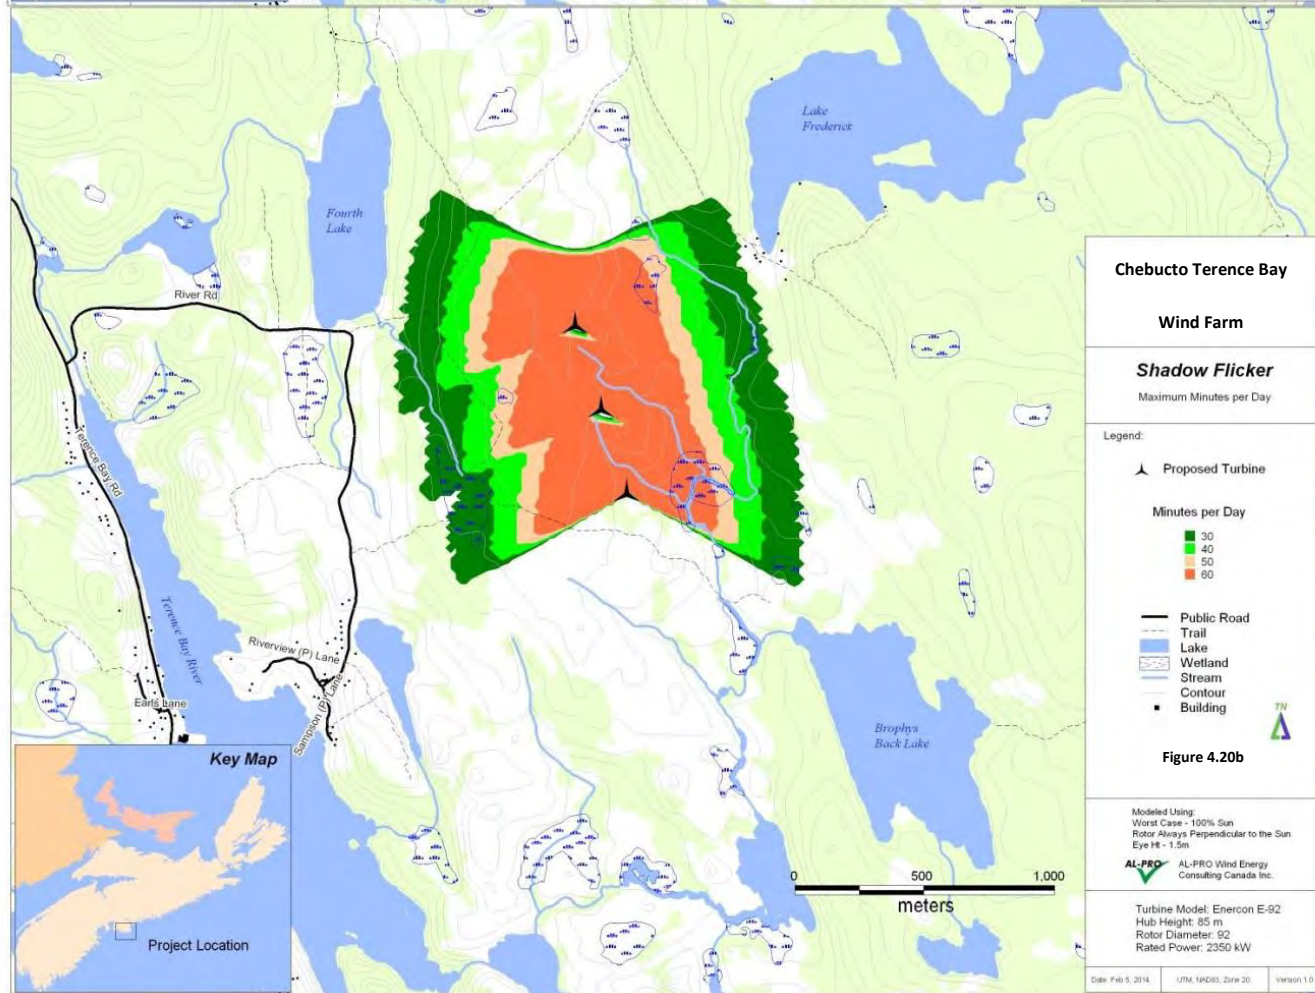 Lake
Frederick
Fourth
Lake
River Rd
Terence Bay Rd
Terence Bay River
Riverview (P) Lane
Sampson (P) Lane
Earls Lane
Brophys
Back Lake
0 500 1,000
meters
Key Map
Project Location
Chebucto Terence Bay
Wind Farm
Shadow Flicker
Maximum Minutes per Day
Legend:
Proposed Turbine
Minutes per Day
30
40
50
60
Public Road
Trail
Lake
Wetland
Stream
Contour
Building
TN
Figure 4.20b
Modeled Using:
Worst Case - 100% Sun
Rotor Always Perpendicular to the Sun
Eye Ht - 1.5m
AL-PRO
AL-PRO Wind Energy
Consulting Canada Inc.
Turbine Model: Enercon E-92
Hub Height: 85 m
Rotor Diameter: 92
Rated Power: 2350 kW
Date: Feb 5, 2014 UTM, NAD83, Zone 20 Version 1.0